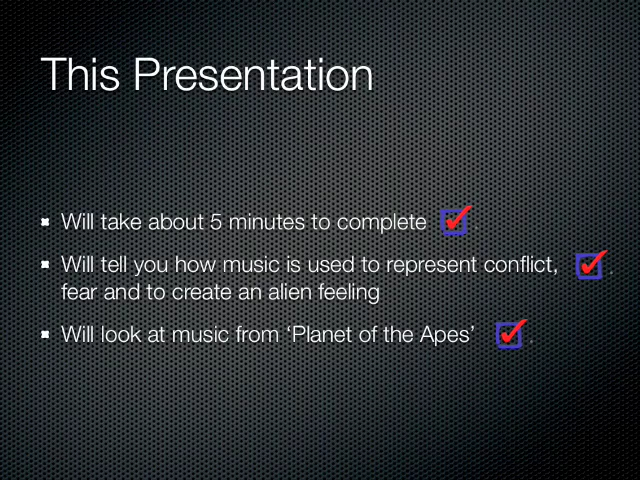 This Presentation
Will take about 5 minutes to complete
Will tell you how music is used to represent conflict,
fear and to create an alien feeling
Will look at music from ‘Planet of the Apes’